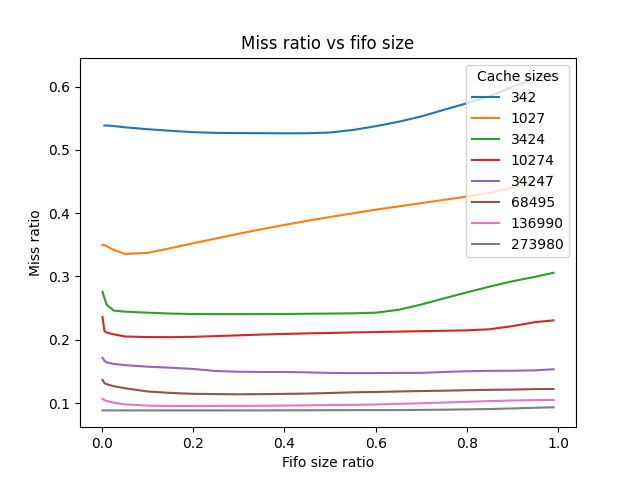 Miss ratio vs fifo size
Cache sizes
342
1027
3424
10274
34247
68495
136990
273980
Miss ratio
0.6
0.5
0.4
0.3
0.2
0.1
0.0 0.2 0.4 0.6 0.8 1.0
Fifo size ratio